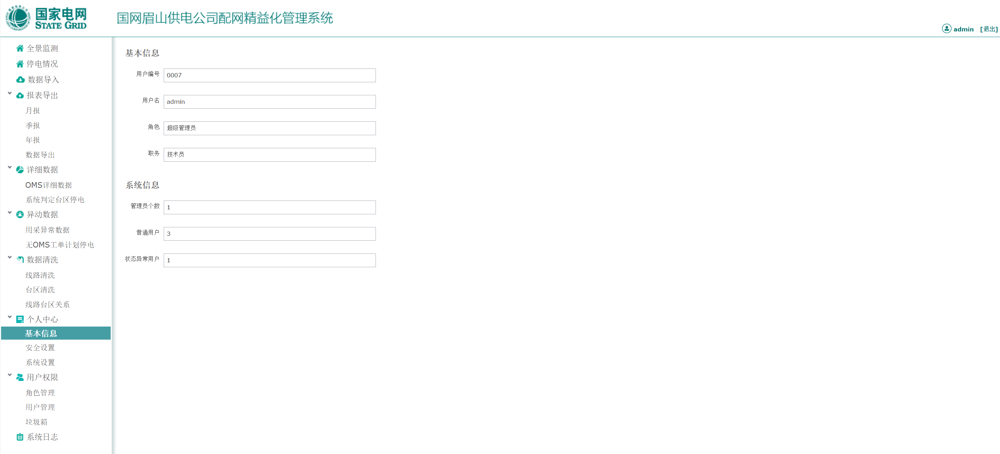 国家电网
STATE GRID
国网眉山供电公司配网精益化管理系统
admin [退出]
全景监测
停电情况
数据导入
报表导出
月报
季报
年报
数据导出
详细数据
OMS详细数据
系统判定台区停电
异动数据
用采异常数据
无OMS工单计划停电
数据清洗
线路清洗
台区清洗
线路台区关系
个人中心
基本信息
安全设置
系统设置
用户权限
角色管理
用户管理
垃圾箱
系统日志
基本信息
用户编号 0007
用户名 admin
角色 超级管理员
职务 技术员
系统信息
管理员个数 1
普通用户 3
状态异常用户 1